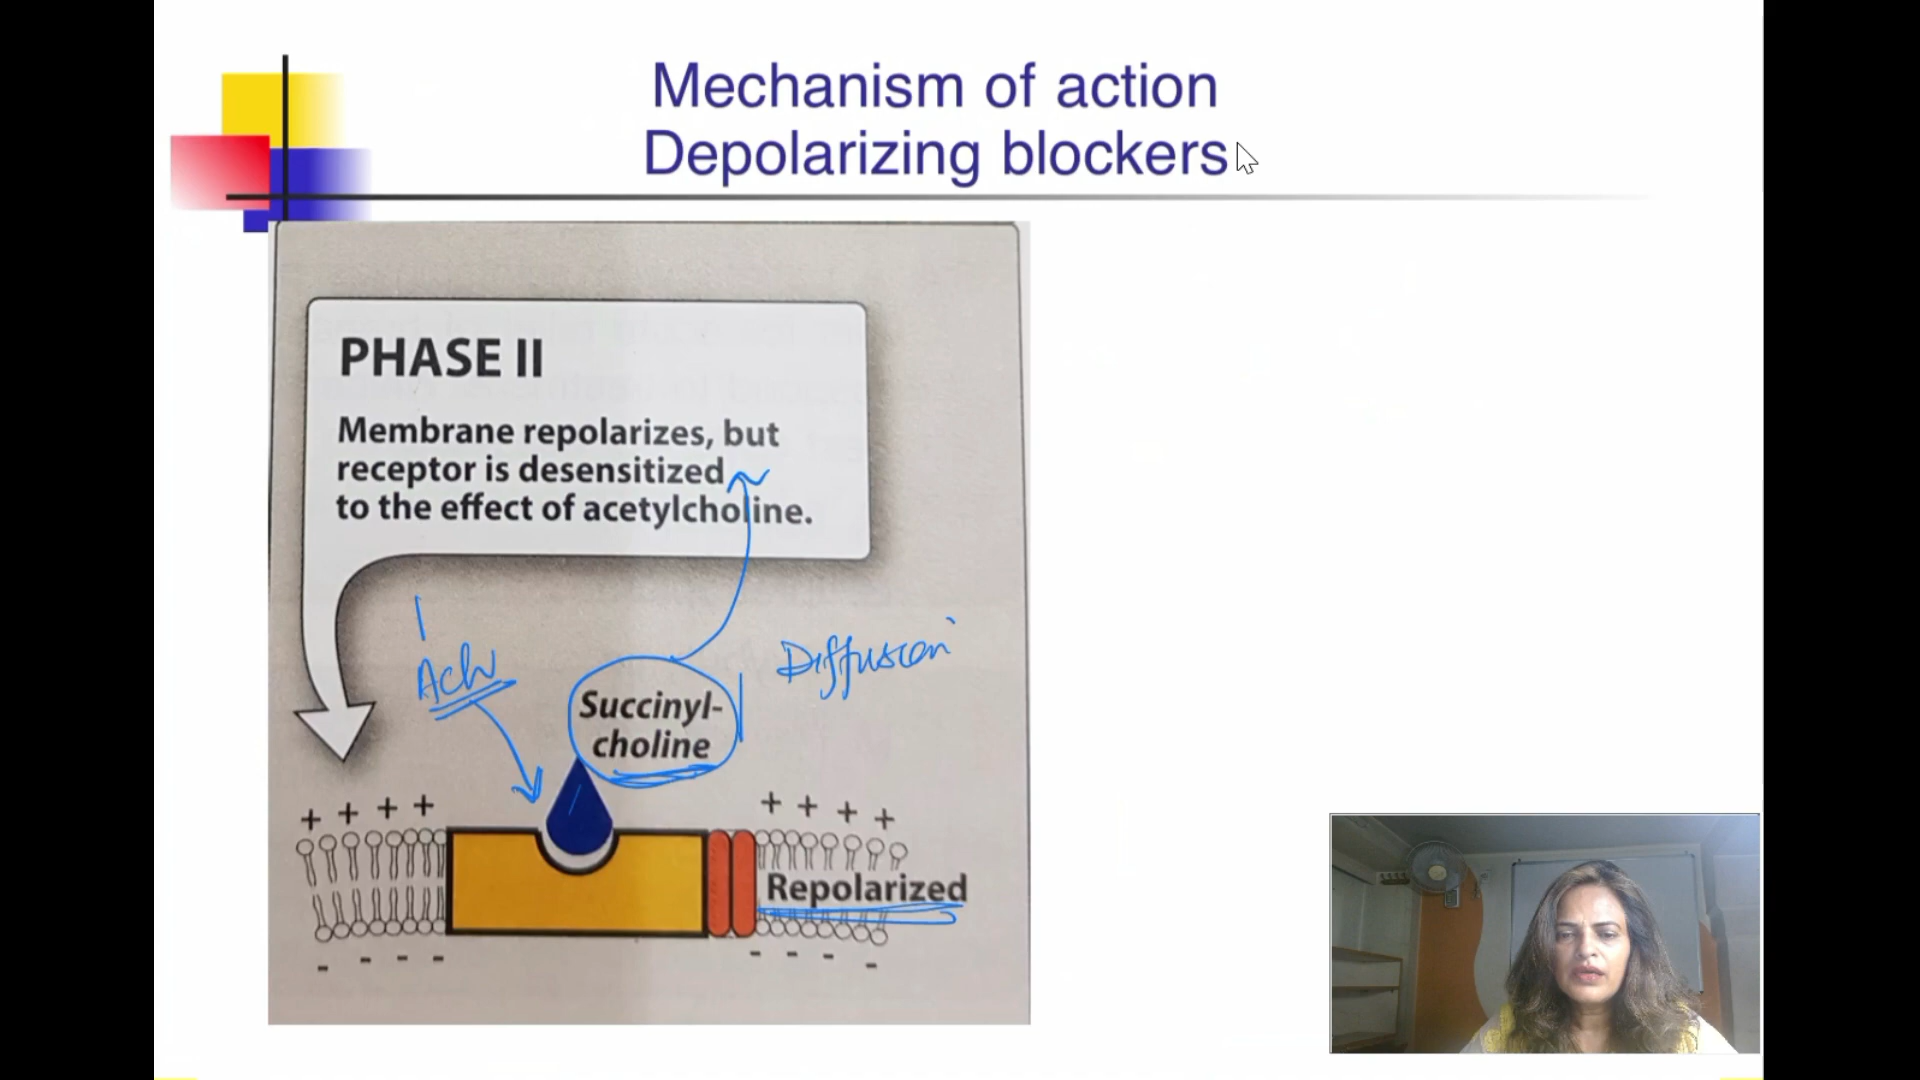 Mechanism of action
Depolarizing blockers
PHASE II
Membrane repolarizes, but
receptor is desensitized
to the effect of acetylcholine.
Ach
Diffusion
Succinyl-
choline
+ + + +
+ + + +
Repolarized
- - - -
- - - -